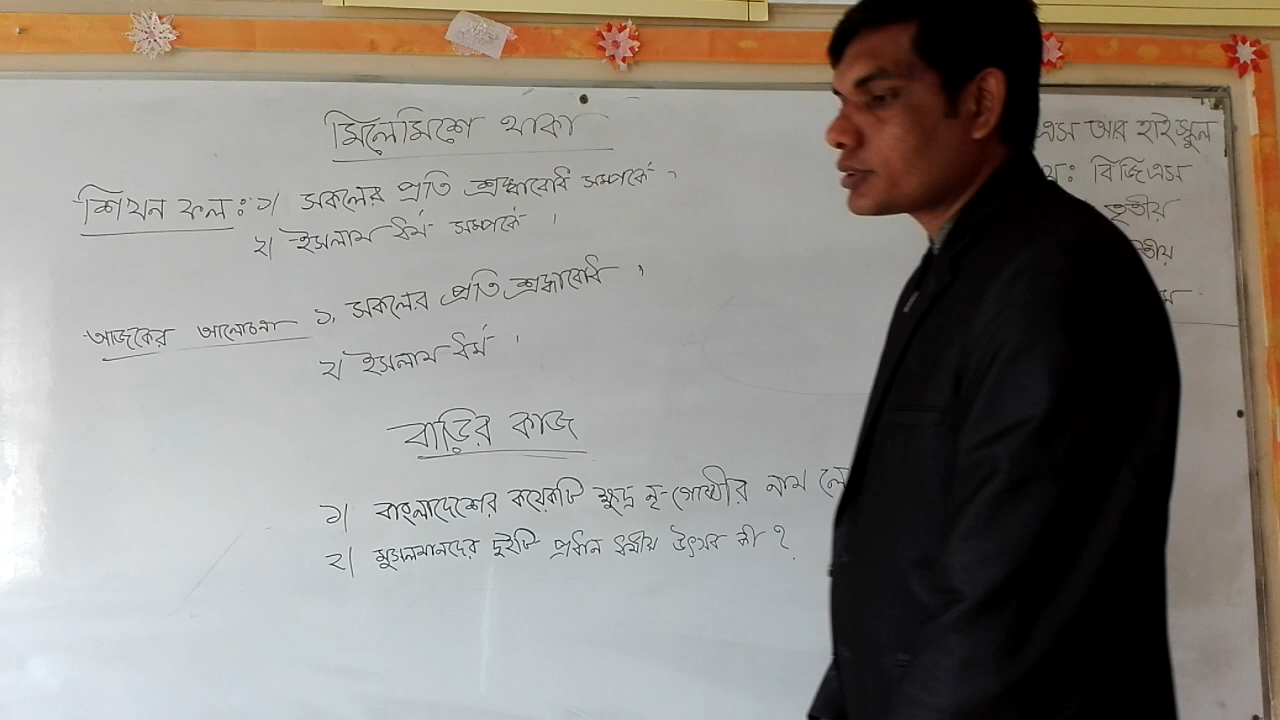 মিলেমিশে থাকা
শিখন ফল: ১| সকলের প্রতি শ্রদ্ধাবোধ সম্পর্কে,
২| ইসলাম ধর্ম সম্পর্কে।
আজকের আলোচনা ১. সকলের প্রতি শ্রদ্ধাবোধ,
২| ইসলাম ধর্ম।
বাড়ির কাজ
১| বাংলাদেশের কয়েকটি ক্ষুদ্র নৃ-গোষ্ঠীর নাম
২| মুসলমানদের দুইটি প্রধান ধর্মীয় উৎসব কী?
এস আর হাইস্কুল
বিজিএস
তৃতীয়